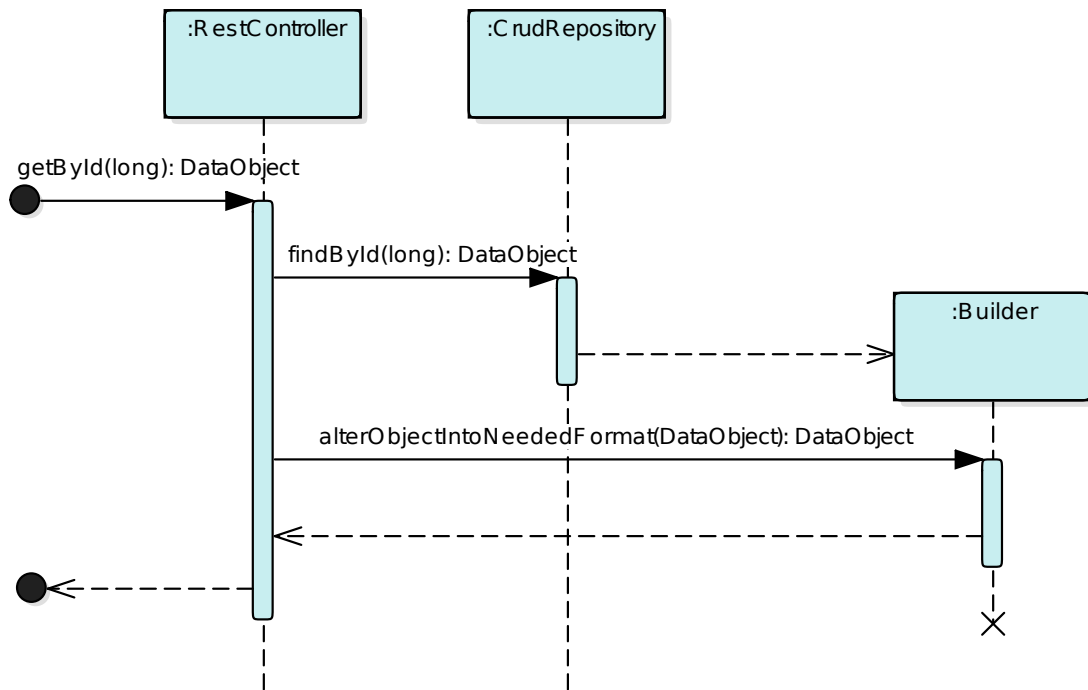 :RestController
:CrudRepository
getById(long): DataObject
findById(long): DataObject
:Builder
alterObjectIntoNeededFormat(DataObject): DataObject